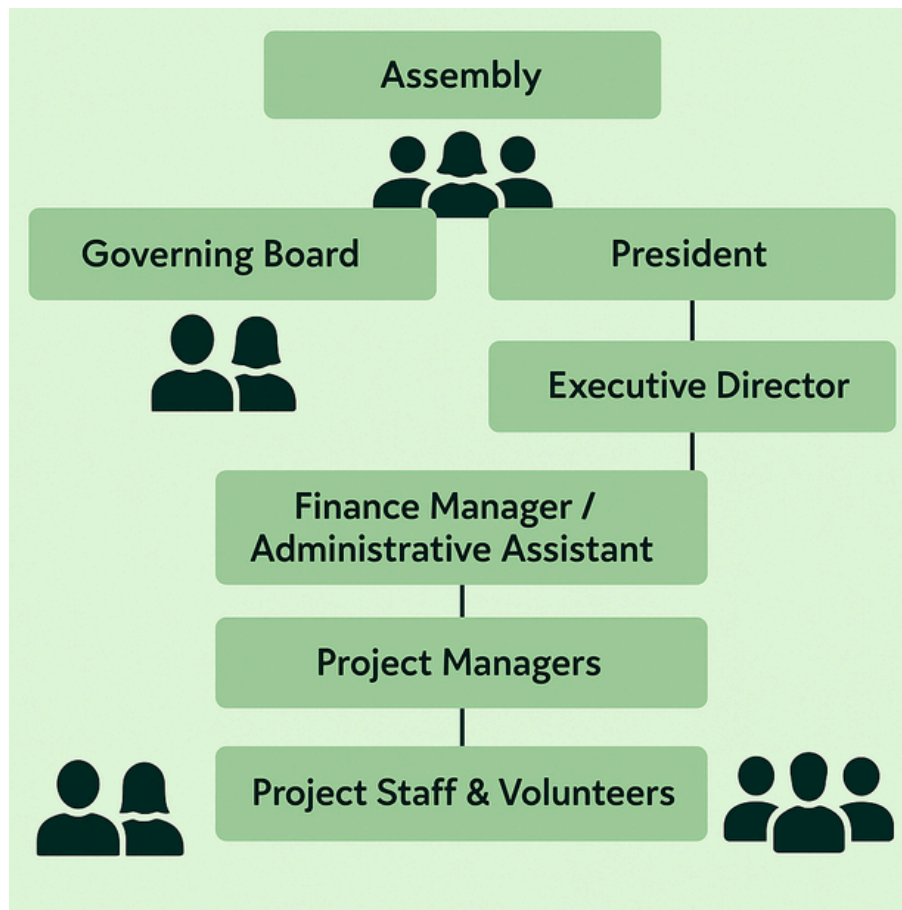 Assembly
Governing Board
President
Executive Director
Finance Manager /
Administrative Assistant
Project Managers
Project Staff & Volunteers